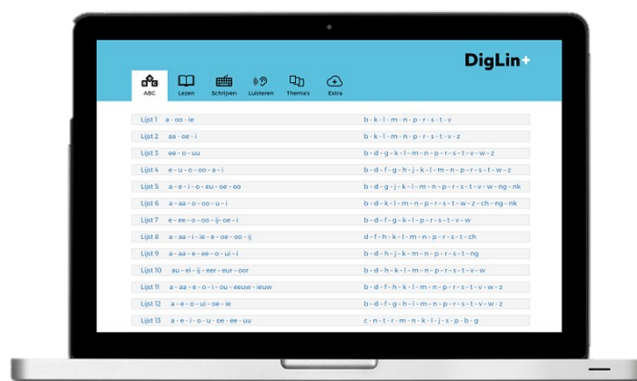 DigLin+
ABC Lezen Schrijven Luisteren Thema's Extra
Lijst 1 a - oo - ie b - k - l - m - n - p - r - s - t - v
Lijst 2 aa - oe - i b - k - l - m - n - p - r - s - t - v - z
Lijst 3 ee - o - uu b - d - g - k - l - m - n - p - r - s - t - v - w - z
Lijst 4 e - u - o - oo - a - i b - d - f - g - h - j - k - l - m - n - p - r - s - t - w - z
Lijst 5 a - e - i - o - eu - oe - oo b - d - g - j - k - l - m - n - p - r - s - t - v - w - ng - nk
Lijst 6 a - aa - o - oo - u - i b - d - k - l - m - n - p - r - s - t - w - z - ch - ng - nk
Lijst 7 e - ee - o - oo - ij - oe - i b - d - f - g - k - l - p - r - s - t - v - w
Lijst 8 a - aa - i - ie - e - oe - oo - ij d - f - h - k - l - m - n - p - r - s - t - ch
Lijst 9 a - aa - e - ee - o - ui - i b - d - h - j - k - m - n - p - r - s - t - ng
Lijst 10 au - ei - ij - eer - eur - oor b - d - h - k - l - m - n - p - r - s - t - v - w
Lijst 11 a - aa - e - o - i - ou - eeuw - ieuw b - d - f - h - k - l - m - n - p - r - s - t - v - w - z
Lijst 12 a - e - o - ui - oe - ie b - d - f - g - h - l - m - n - p - r - s - t - v - w - z
Lijst 13 a - e - i - o - u - oe - ee - uu c - n - t - r - m - n - k - l - j - s - p - b - g